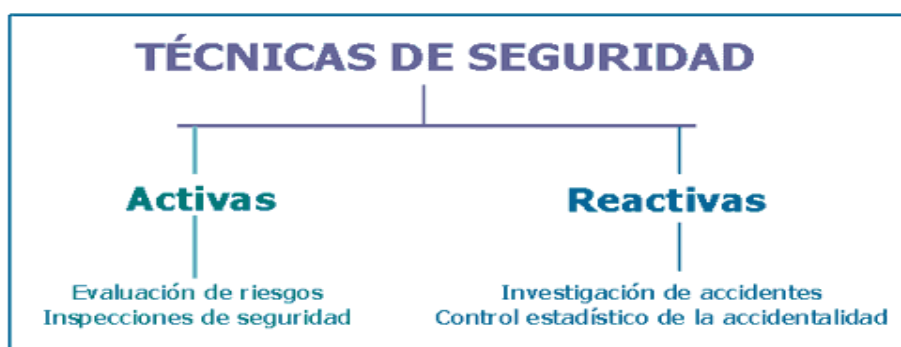 TÉCNICAS DE SEGURIDAD
Activas
Reactivas
Evaluación de riesgos
Inspecciones de seguridad
Investigación de accidentes
Control estadístico de la accidentalidad